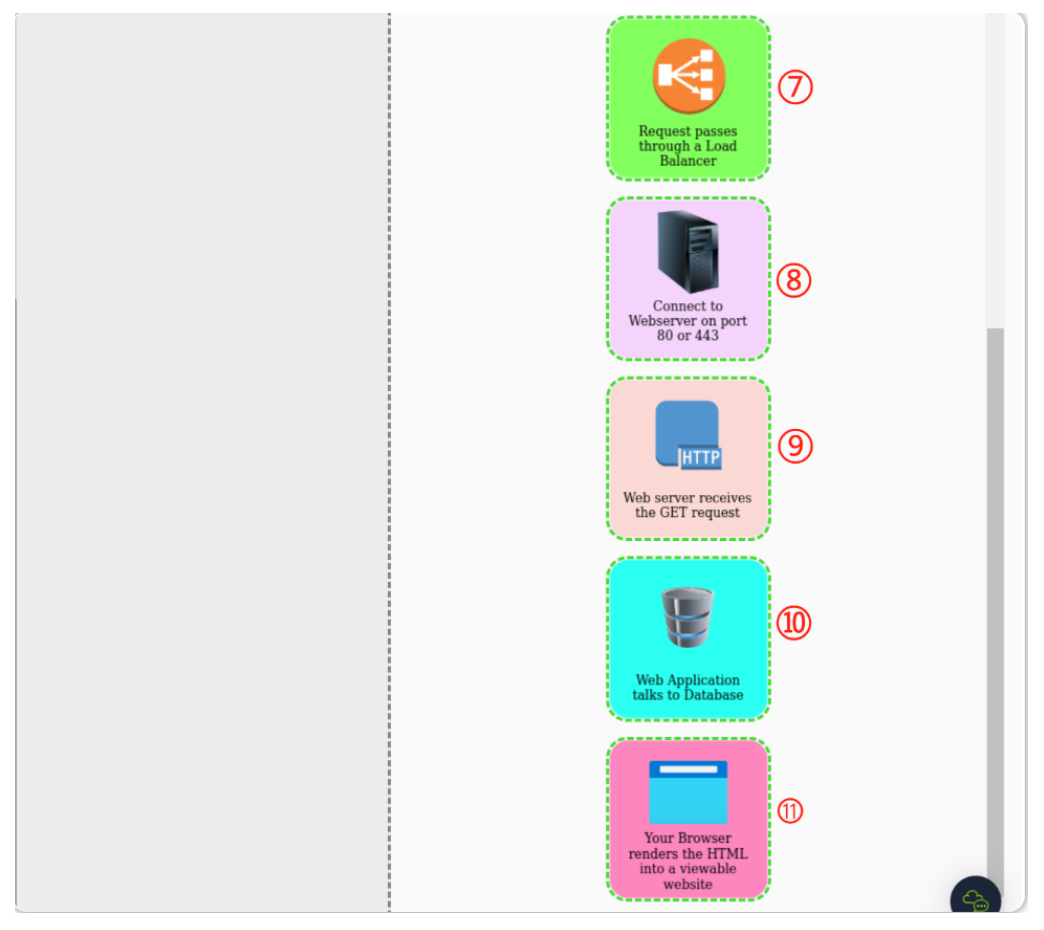 Request passes
through a Load
Balancer
⑦
Connect to
Webserver on port
80 or 443
⑧
HTTP
Web server receives
the GET request
⑨
Web Application
talks to Database
⑩
Your Browser
renders the HTML
into a viewable
website
⑪